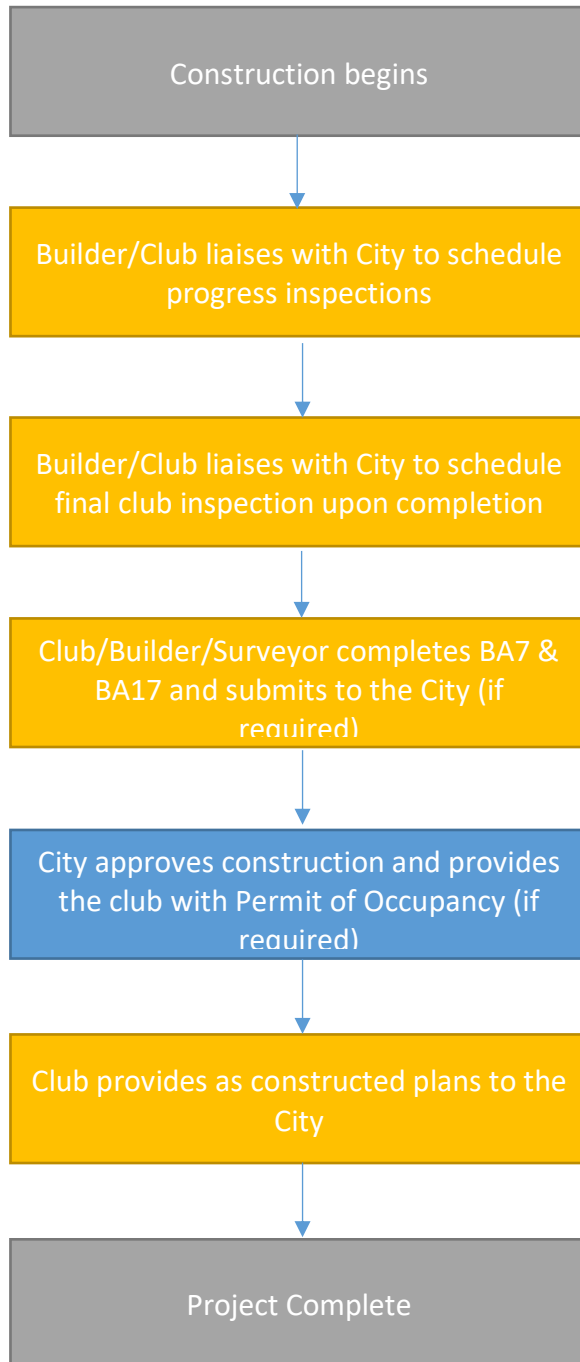 Construction begins
Builder/Club liaises with City to schedule
progress inspections
Builder/Club liaises with City to schedule
final club inspection upon completion
Club/Builder/Surveyor completes BA7 &
BA17 and submits to the City (if
required)
City approves construction and provides
the club with Permit of Occupancy (if
required)
Club provides as constructed plans to the
City
Project Complete